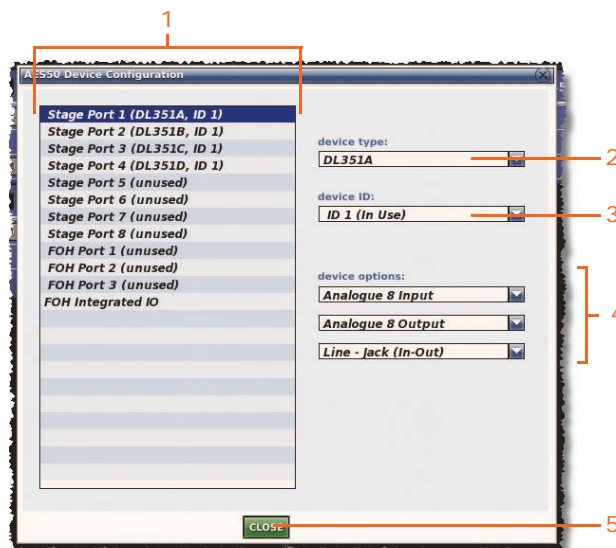 1
AES50 Device Configuration
Stage Port 1 (DL351A, ID 1)
Stage Port 2 (DL351B, ID 1)
Stage Port 3 (DL351C, ID 1)
Stage Port 4 (DL351D, ID 1)
Stage Port 5 (unused)
Stage Port 6 (unused)
Stage Port 7 (unused)
Stage Port 8 (unused)
FOH Port 1 (unused)
FOH Port 2 (unused)
FOH Port 3 (unused)
FOH Integrated IO
device type:
DL351A
2
device ID:
ID 1 (In Use)
3
device options:
Analogue 8 Input
Analogue 8 Output
Line - Jack (In-Out)
4
CLOSE
5